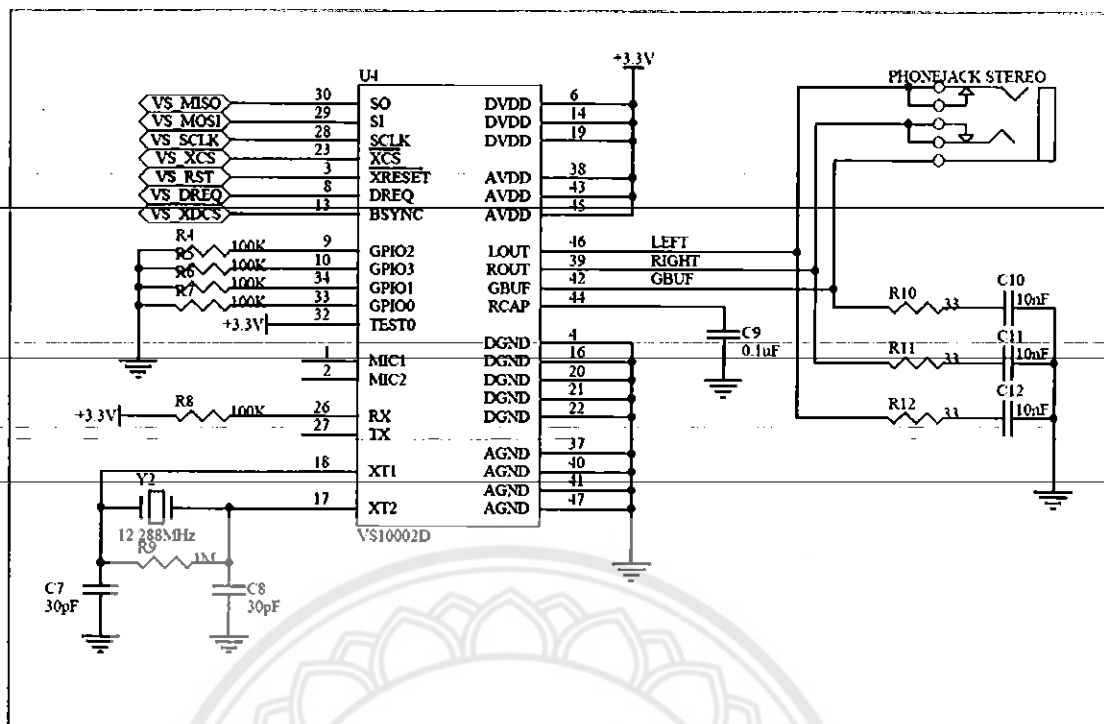 +3.3V
U4
PHONEJACK STEREO
VS_MISO 30 SO DVDD 6
VS_MOSI 29 SI DVDD 14
VS_SCLK 28 SCLK DVDD 19
VS_XCS 23 XCS
VS_RST 3 XRESET AVDD 38
VS_DREQ 8 DREQ AVDD 43
VS_XDCS 13 BSYNC AVDD 45
R4 100K 9 GPIO2 LOUT 46 LEFT
R5 100K 10 GPIO3 ROUT 39 RIGHT
R6 100K 34 GPIO1 GBUF 42 GBUF
R7 100K 33 GPIO0 RCAP 44
+3.3V 32 TEST0
C9
0.1uF
R10 33 C10 10nF
R11 33 C11 10nF
R12 33 C12 10nF
DGND 4
1 MIC1 DGND 16
2 MIC2 DGND 20
DGND 21
+3.3V R8 100K 26 RX DGND 22
27 TX
AGND 37
18 XT1 AGND 40
AGND 41
Y2 17 XT2 AGND 47
12.288MHz
VS10002D
R9 1M
C7
30pF
C8
30pF